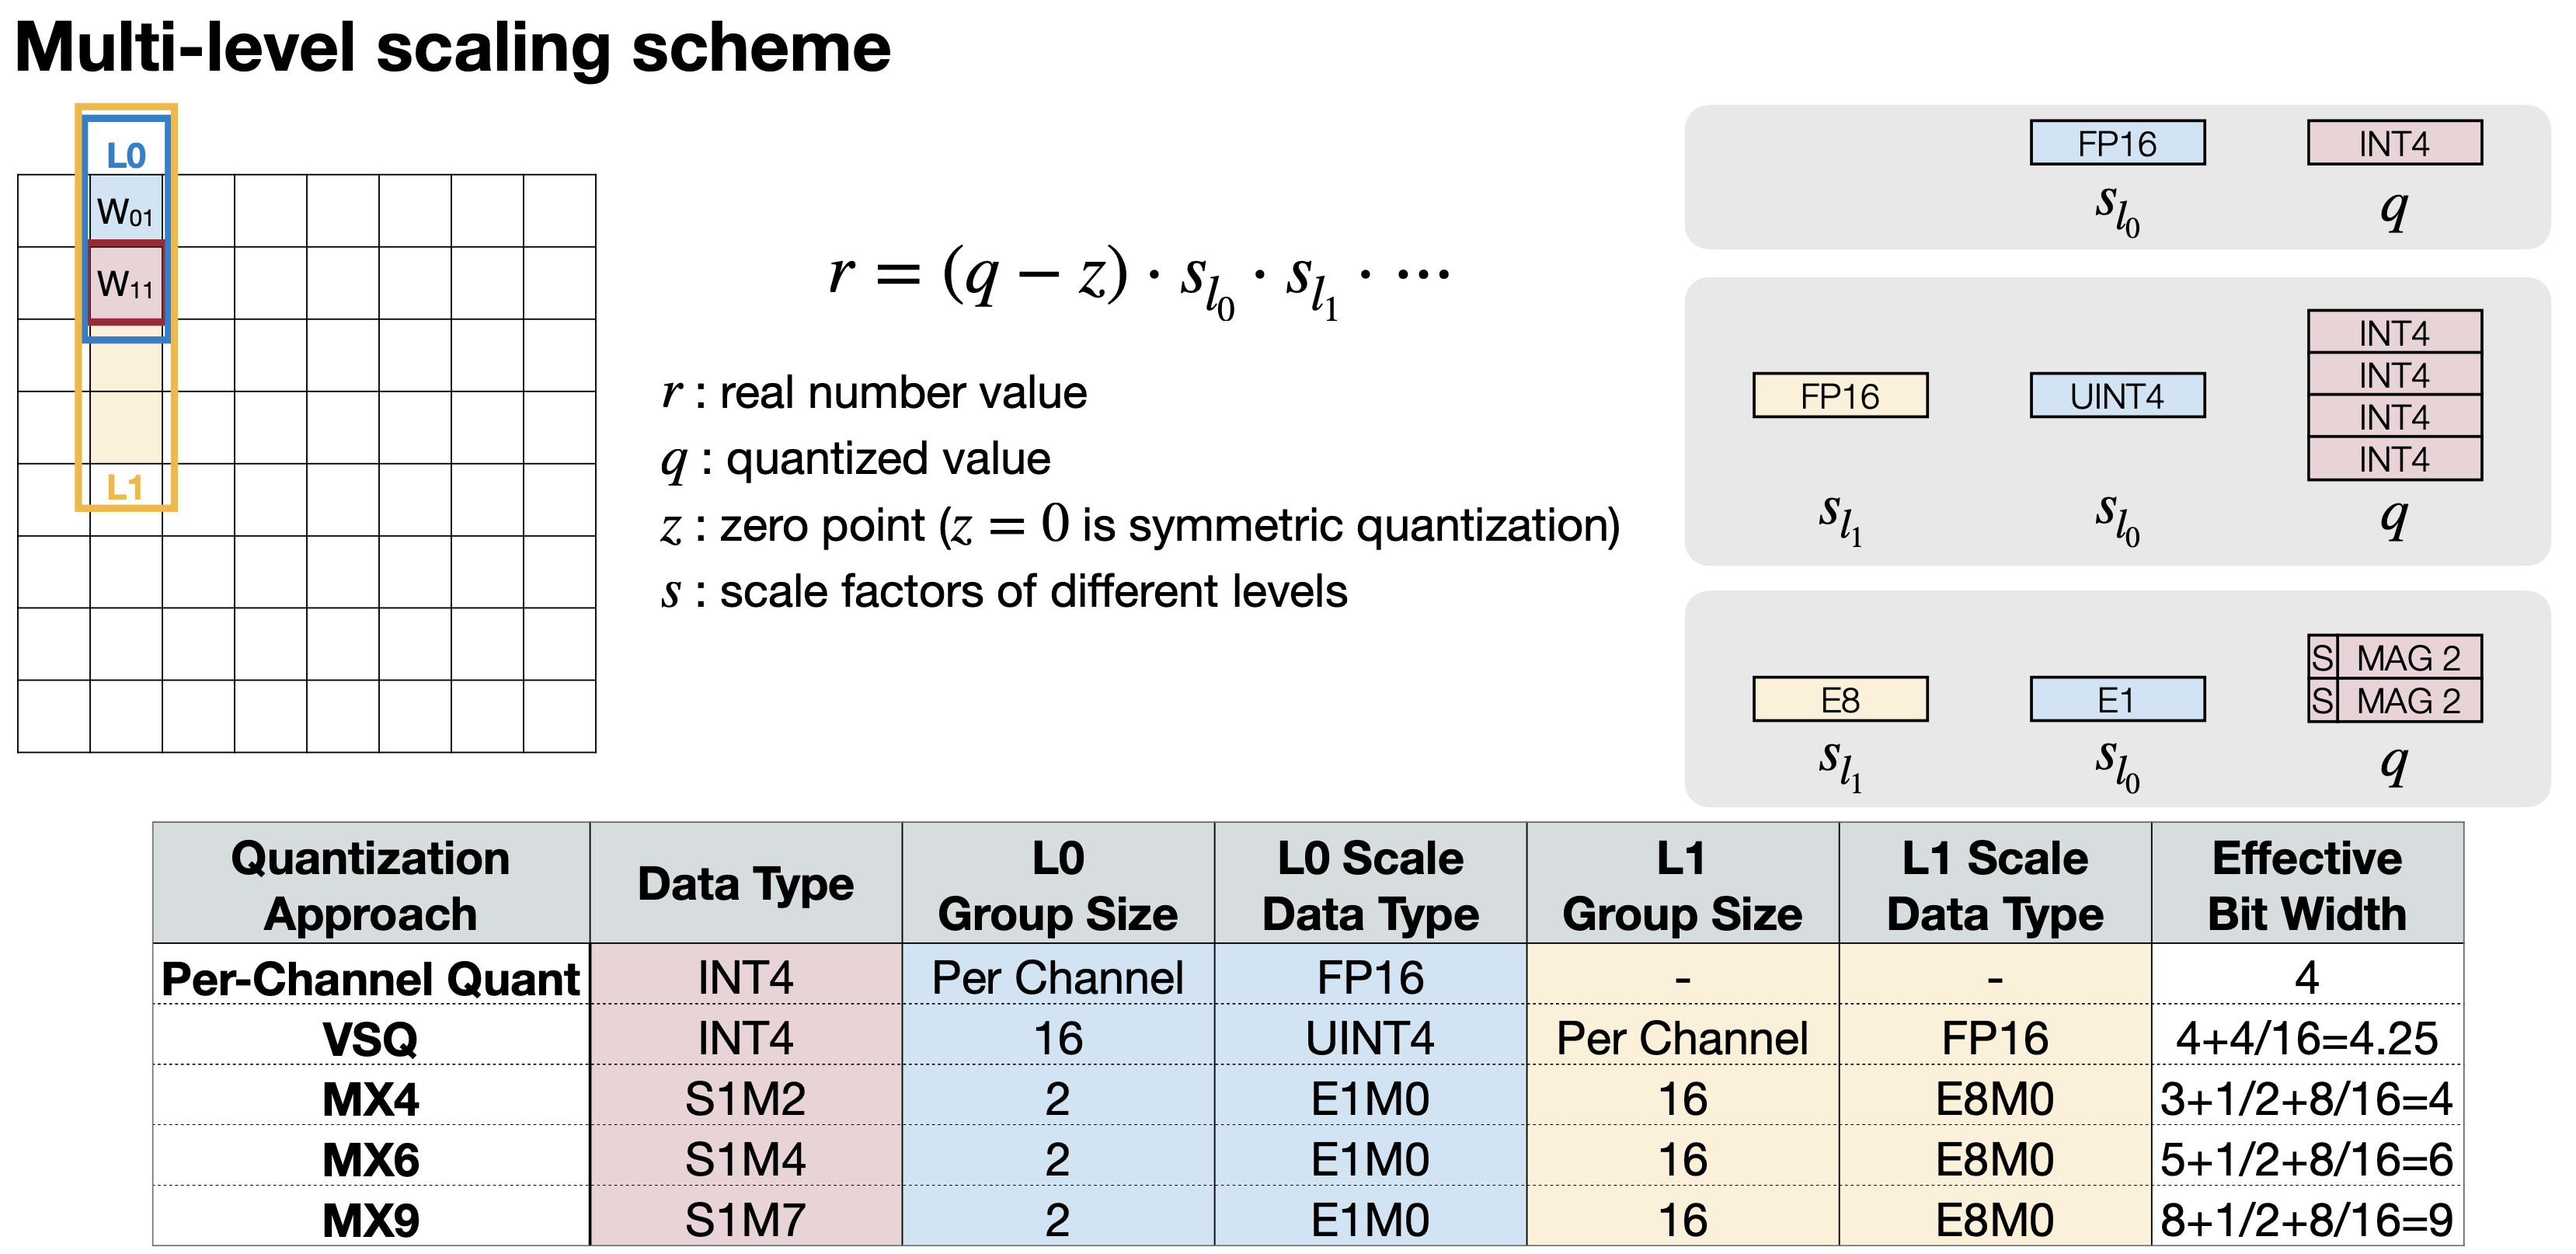 Multi-level scaling scheme
L0
W₀₁
W₁₁
L1
r = (q − z) · s_{l_0} · s_{l_1} · ⋯
r : real number value
q : quantized value
z : zero point (z = 0 is symmetric quantization)
s : scale factors of different levels
FP16 INT4
s_{l_0} q
INT4
INT4
FP16 UINT4
INT4
INT4
s_{l_1} s_{l_0} q
S MAG 2
E8 E1 S MAG 2
s_{l_1} s_{l_0} q
Quantization Approach | Data Type | L0 Group Size | L0 Scale Data Type | L1 Group Size | L1 Scale Data Type | Effective Bit Width
Per-Channel Quant | INT4 | Per Channel | FP16 | - | - | 4
VSQ | INT4 | 16 | UINT4 | Per Channel | FP16 | 4+4/16=4.25
MX4 | S1M2 | 2 | E1M0 | 16 | E8M0 | 3+1/2+8/16=4
MX6 | S1M4 | 2 | E1M0 | 16 | E8M0 | 5+1/2+8/16=6
MX9 | S1M7 | 2 | E1M0 | 16 | E8M0 | 8+1/2+8/16=9